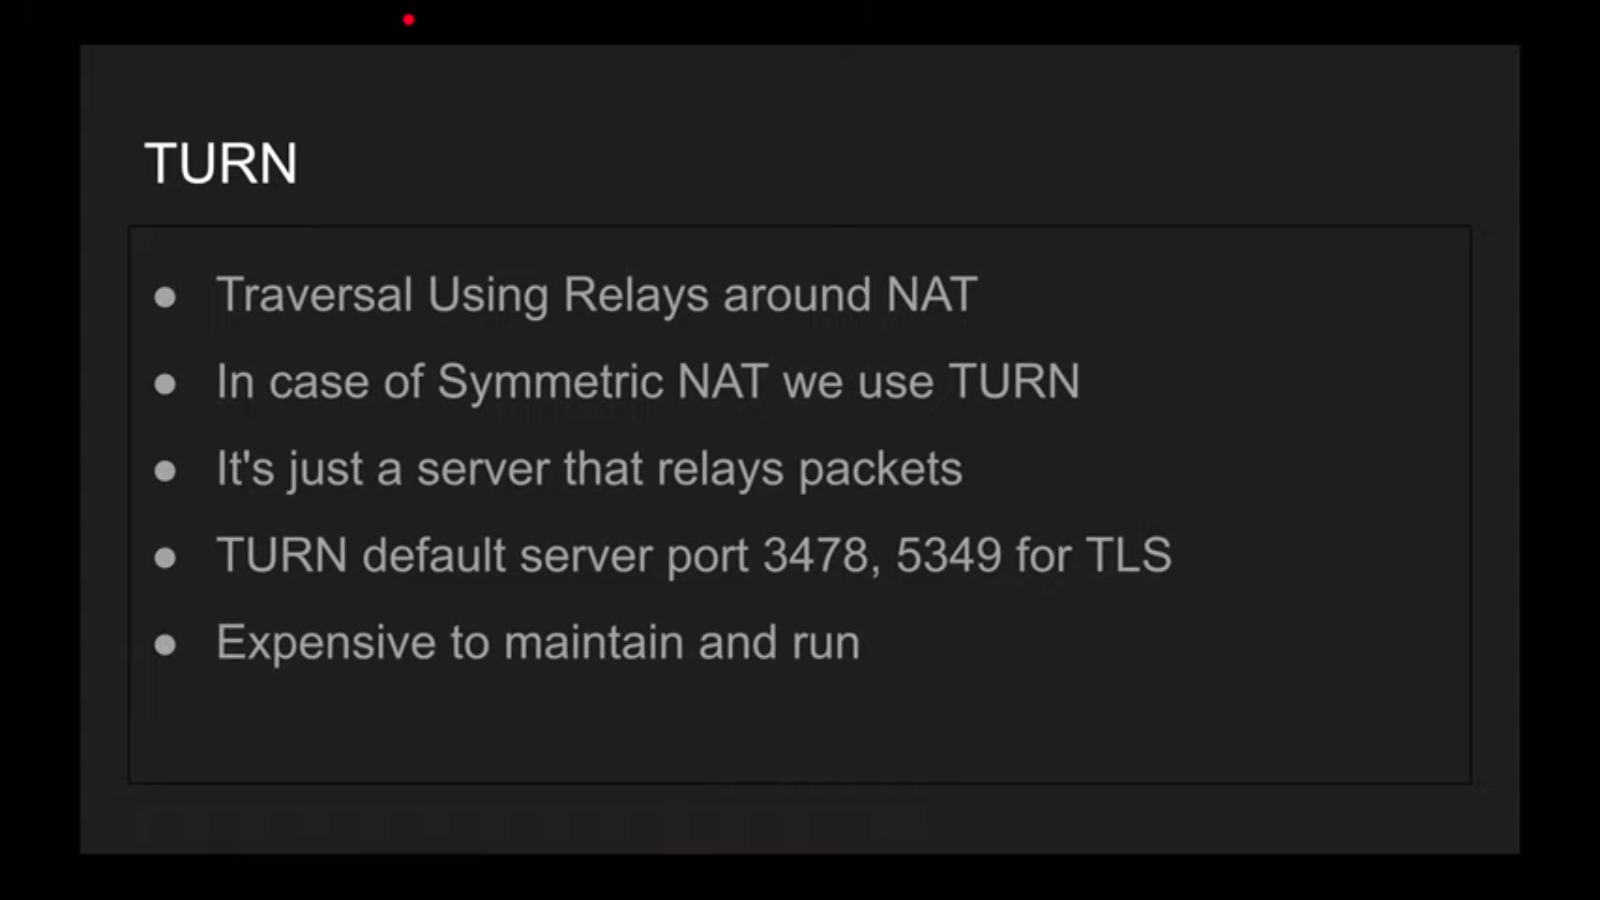 TURN
● Traversal Using Relays around NAT
● In case of Symmetric NAT we use TURN
● It's just a server that relays packets
● TURN default server port 3478, 5349 for TLS
● Expensive to maintain and run